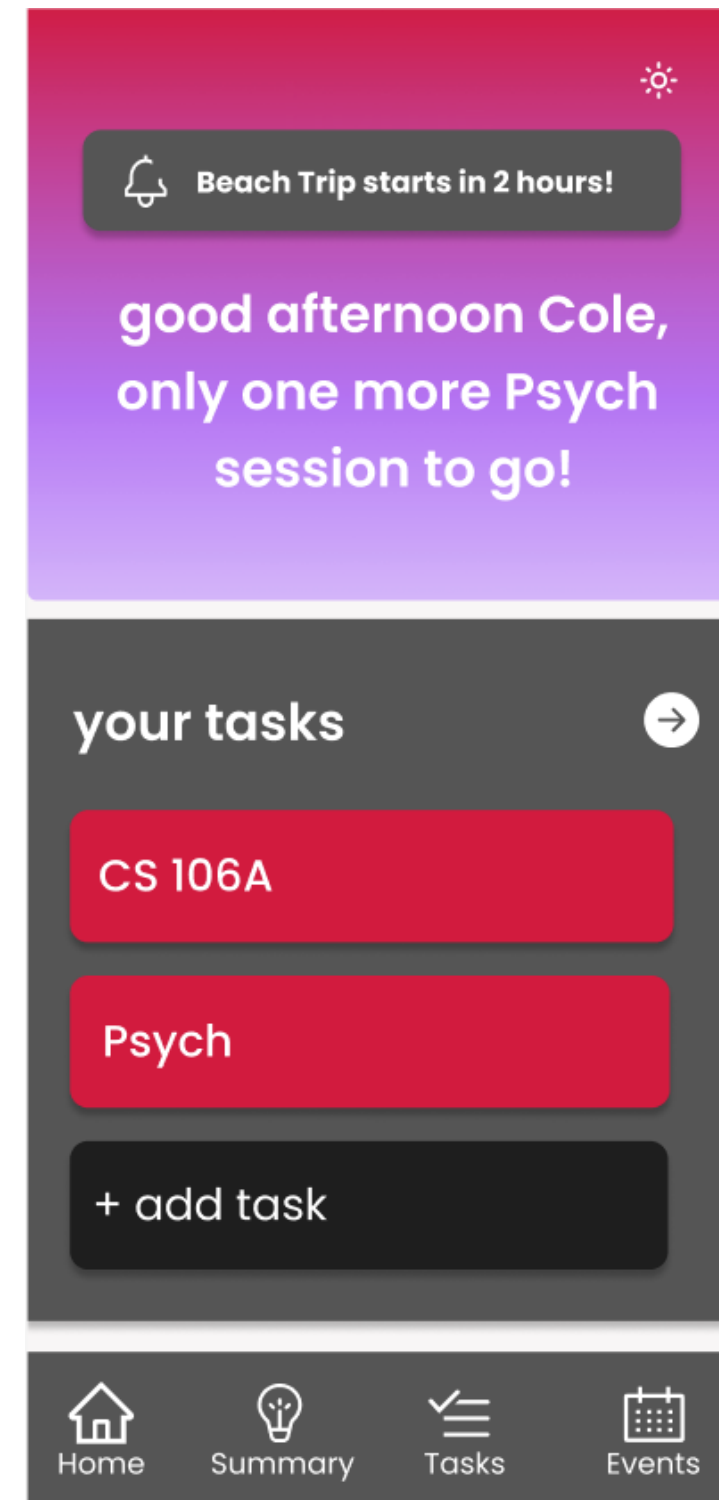 Beach Trip starts in 2 hours!
good afternoon Cole,
only one more Psych
session to go!
your tasks
CS 106A
Psych
+ add task
Home
Summary
Tasks
Events